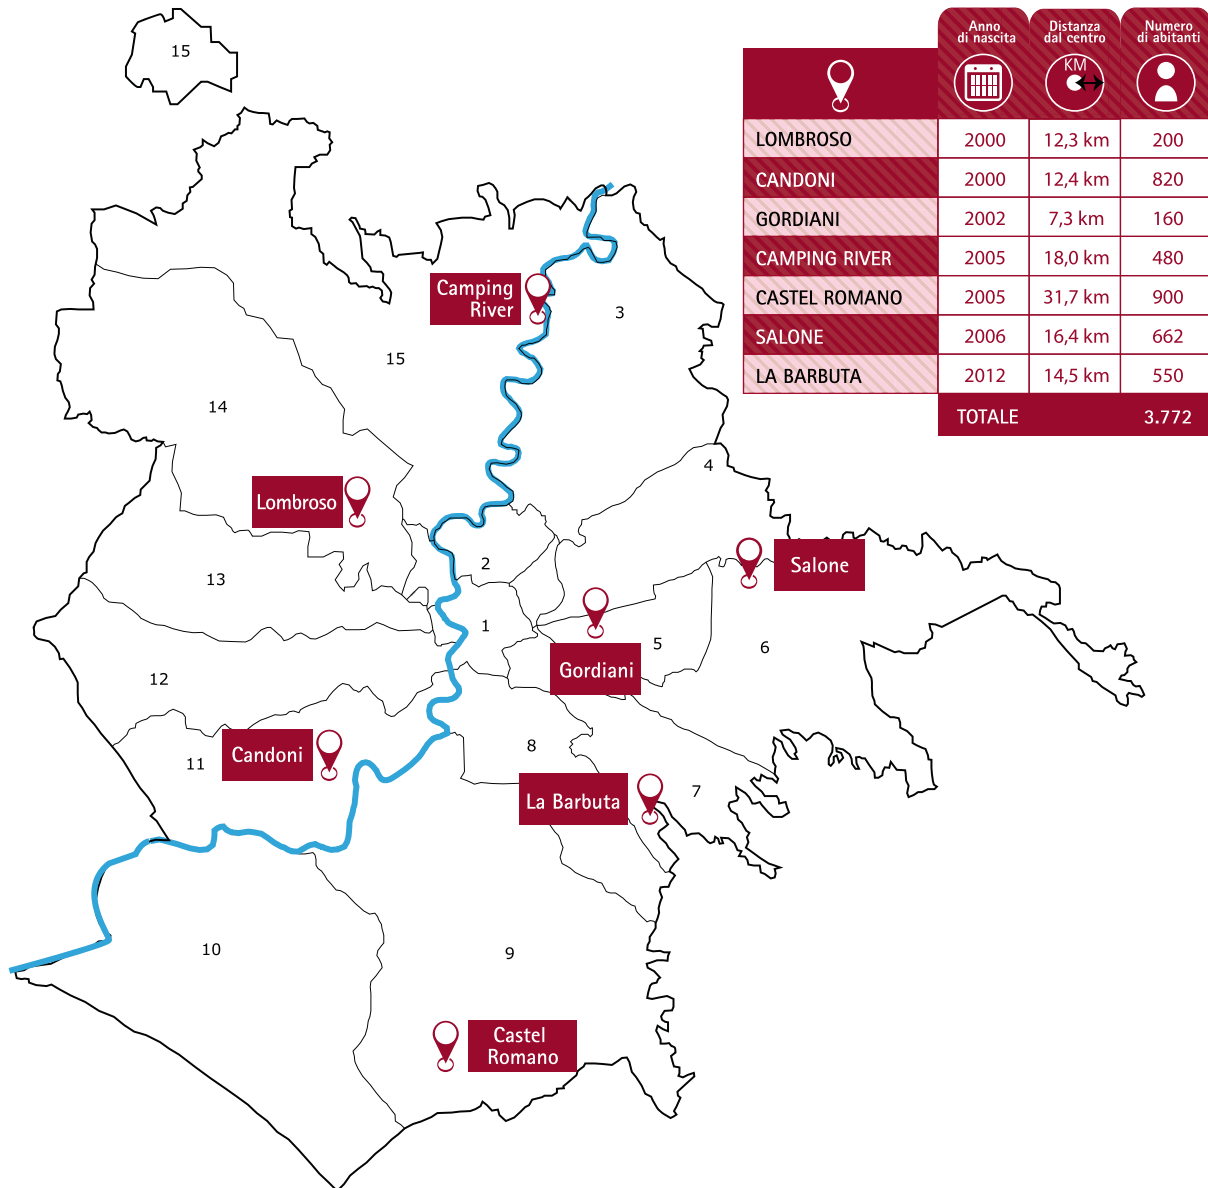 Anno
di nascita
Distanza
dal centro
Numero
di abitanti
KM
LOMBROSO 2000 12,3 km 200
CANDONI 2000 12,4 km 820
GORDIANI 2002 7,3 km 160
CAMPING RIVER 2005 18,0 km 480
CASTEL ROMANO 2005 31,7 km 900
SALONE 2006 16,4 km 662
LA BARBUTA 2012 14,5 km 550
TOTALE 3.772
15
Camping
River
3
15
14
4
Lombroso
2
Salone
13
1
5
6
Gordiani
12
8
Candoni
11
7
La Barbuta
10
9
Castel
Romano